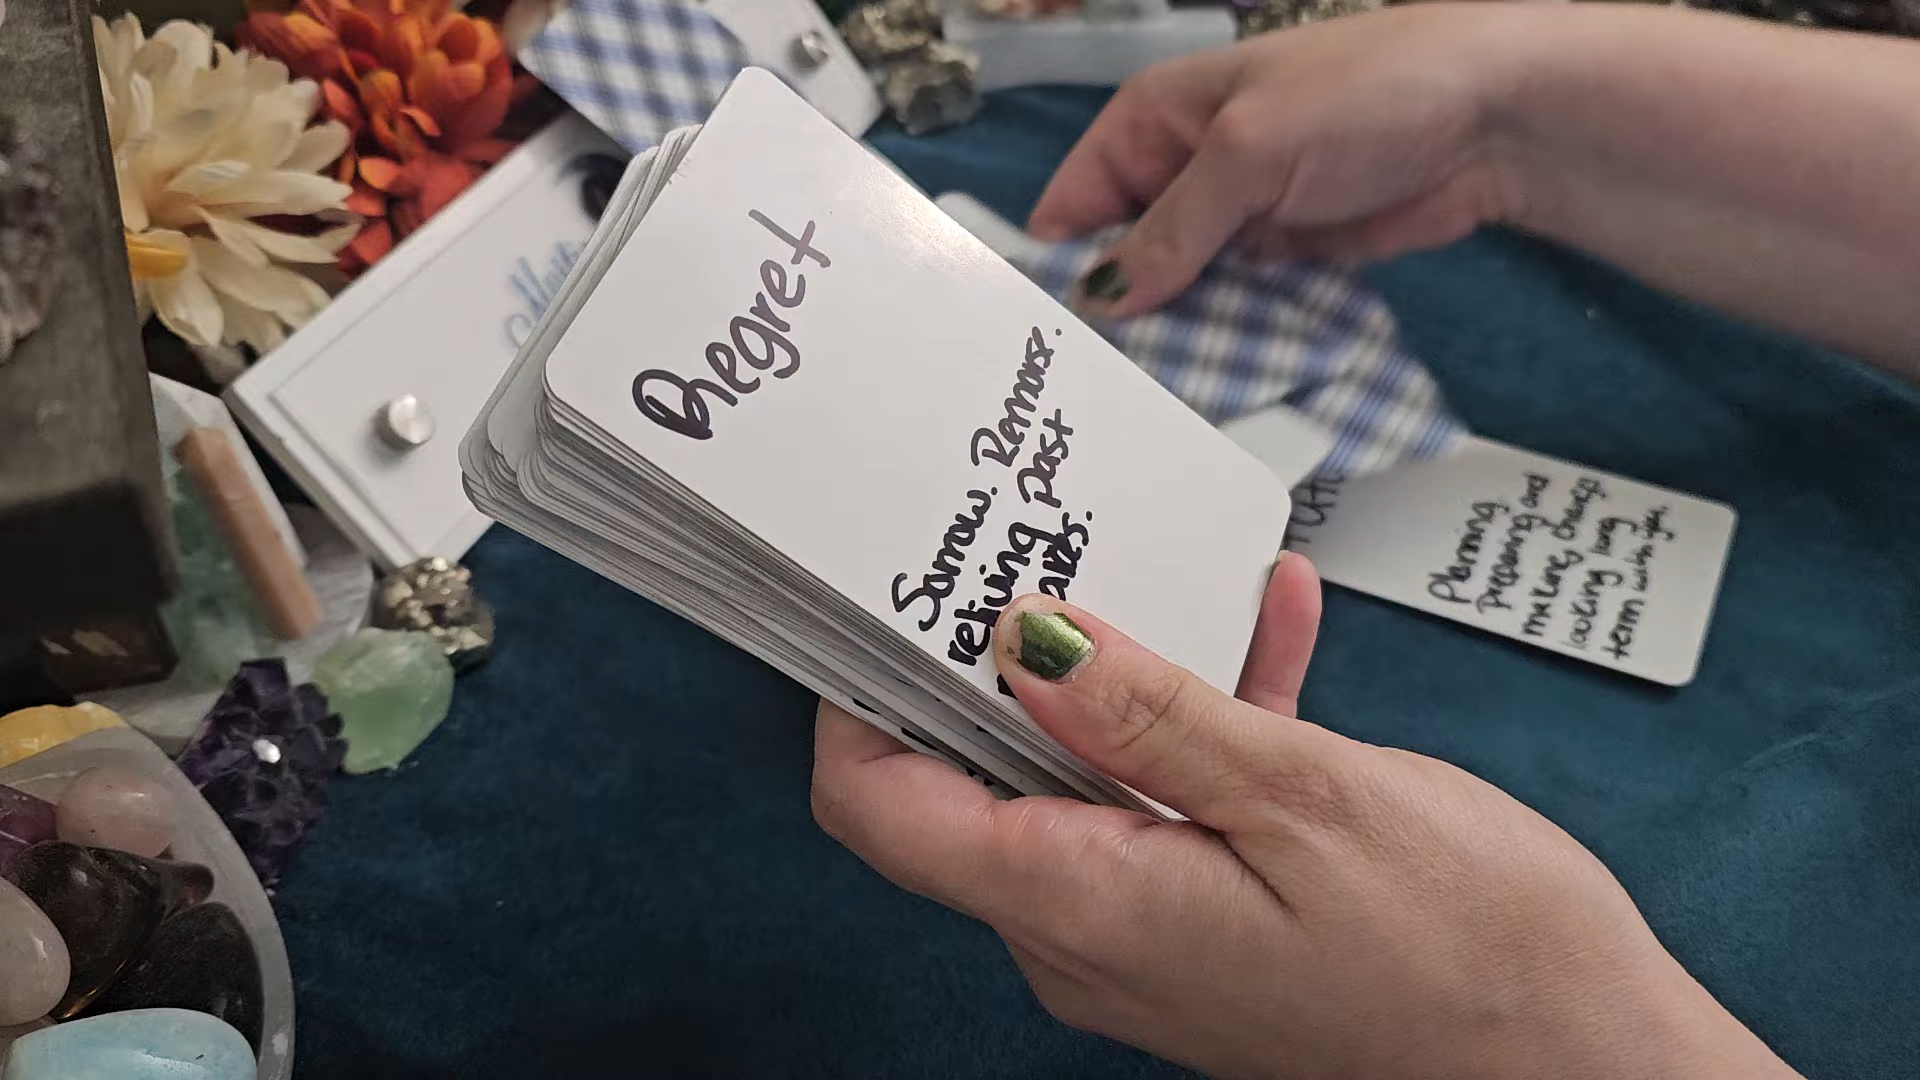 Regret
Sorrow. Remorse.
reliving past
Planning
preparing and
making changes
looking long
term with you